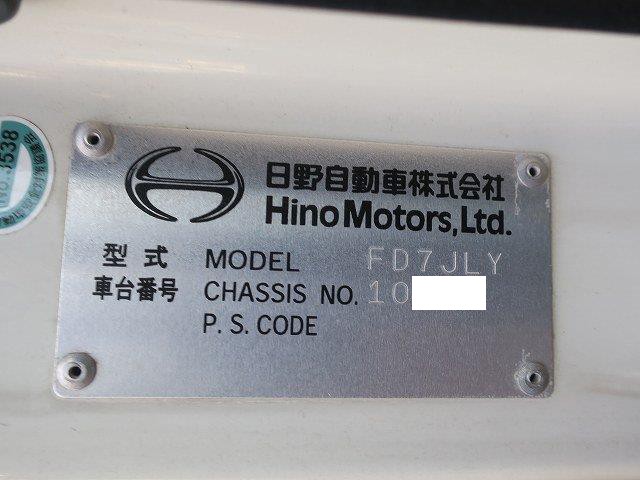 日野自動車株式会社
Hino Motors, Ltd.
型式 MODEL FD7JLY
車台番号 CHASSIS NO. 10
P. S. CODE
3538